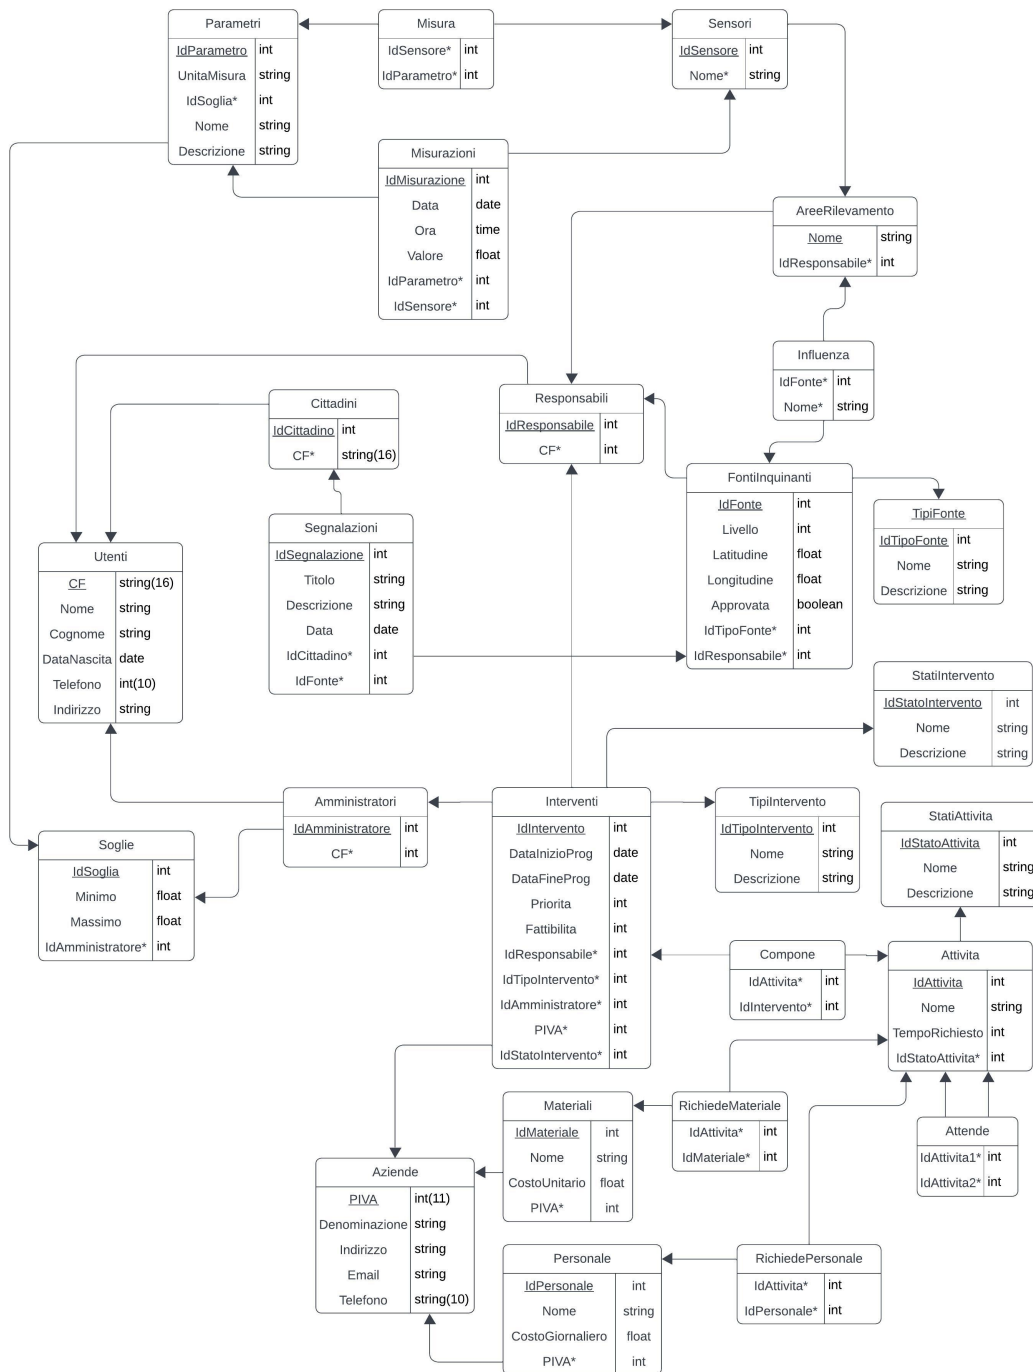 Parametri
IdParametro int
UnitaMisura string
IdSoglia* int
Nome string
Descrizione string
Misura
IdSensore* int
IdParametro* int
Sensori
IdSensore int
Nome* string
Misurazioni
IdMisurazione int
Data date
Ora time
Valore float
IdParametro* int
IdSensore* int
AreeRilevamento
Nome string
IdResponsabile* int
Influenza
IdFonte* int
Nome* string
Cittadini
IdCittadino int
CF* string(16)
Responsabili
IdResponsabile int
CF* int
FontiInquinanti
IdFonte int
Livello int
Latitudine float
Longitudine float
Approvata boolean
IdTipoFonte* int
IdResponsabile* int
TipiFonte
IdTipoFonte int
Nome string
Descrizione string
Segnalazioni
IdSegnalazione int
Titolo string
Descrizione string
Data date
IdCittadino* int
IdFonte* int
Utenti
CF string(16)
Nome string
Cognome string
DataNascita date
Telefono int(10)
Indirizzo string
StatiIntervento
IdStatoIntervento int
Nome string
Descrizione string
Amministratori
IdAmministratore int
CF* int
Interventi
IdIntervento int
DataInizioProg date
DataFineProg date
Priorita int
Fattibilita int
IdResponsabile* int
IdTipoIntervento* int
IdAmministratore* int
PIVA* int
IdStatoIntervento* int
TipiIntervento
IdTipoIntervento int
Nome string
Descrizione string
StatiAttivita
IdStatoAttivita int
Nome string
Descrizione string
Soglie
IdSoglia int
Minimo float
Massimo float
IdAmministratore* int
Compone
IdAttivita* int
IdIntervento* int
Attivita
IdAttivita int
Nome string
TempoRichiesto int
IdStatoAttivita* int
Materiali
IdMateriale int
Nome string
CostoUnitario float
PIVA* int
RichiedeMateriale
IdAttivita* int
IdMateriale* int
Attende
IdAttivita1* int
IdAttivita2* int
Aziende
PIVA int(11)
Denominazione string
Indirizzo string
Email string
Telefono string(10)
Personale
IdPersonale int
Nome string
CostoGiornaliero float
PIVA* int
RichiedePersonale
IdAttivita* int
IdPersonale* int